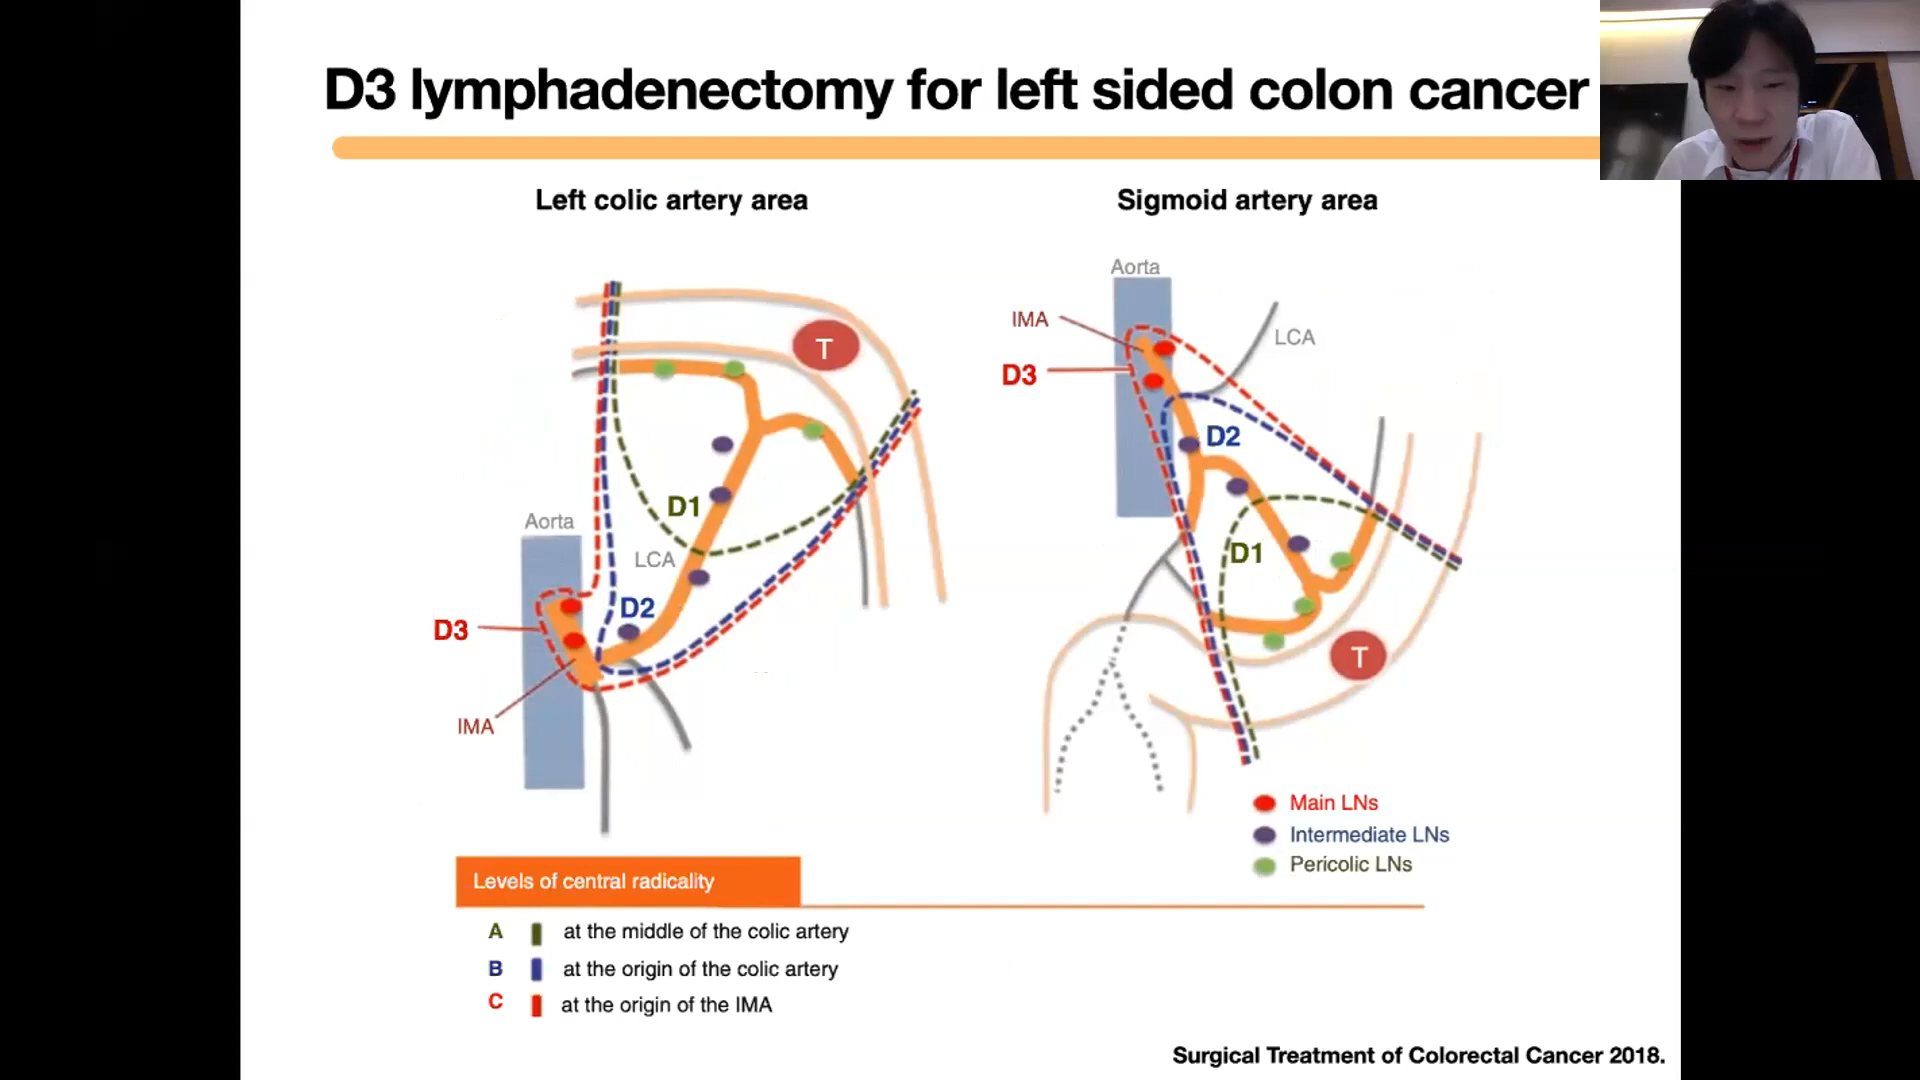 D3 lymphadenectomy for left sided colon cancer
Left colic artery area
Sigmoid artery area
T
D1
Aorta
LCA
D2
D3
IMA
Aorta
IMA
LCA
D3
D2
D1
T
Main LNs
Intermediate LNs
Pericolic LNs
Levels of central radicality
A at the middle of the colic artery
B at the origin of the colic artery
C at the origin of the IMA
Surgical Treatment of Colorectal Cancer 2018.